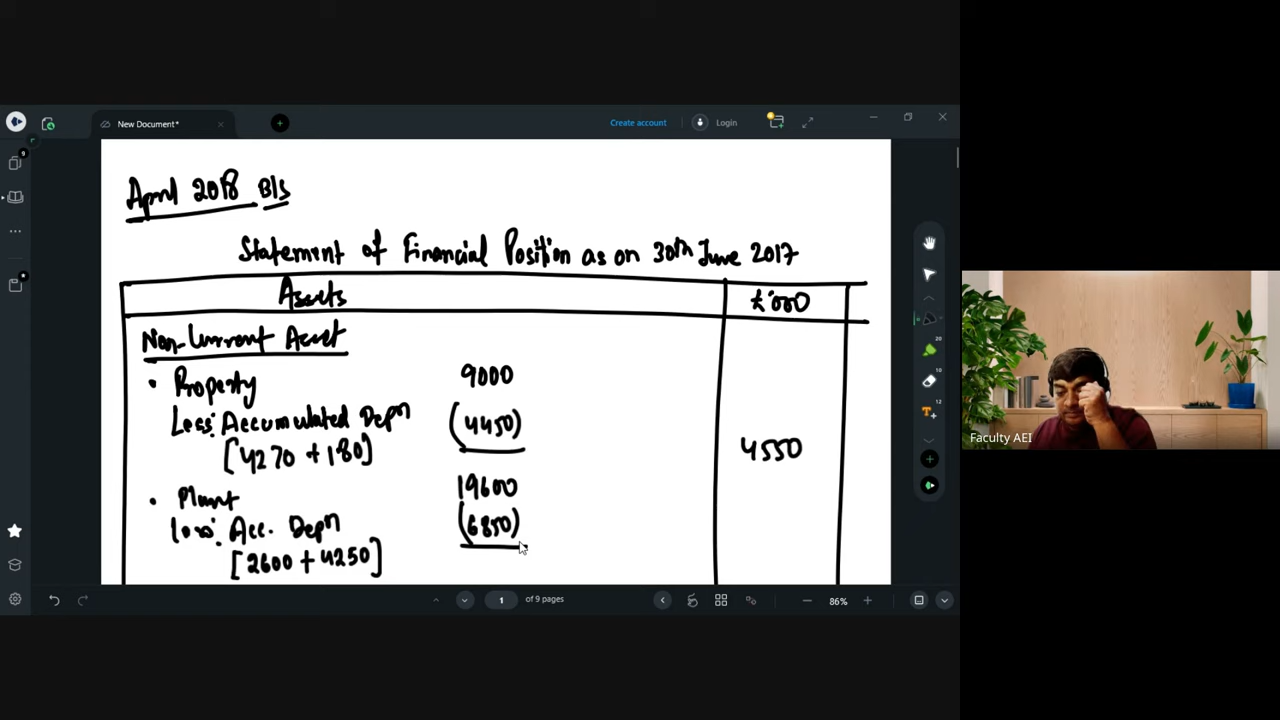 New Document*
Create account
Login
April 2018 B/S
Statement of Financial Position as on 30th June 2017
Assets £'000
Non-Current Asset
• Property 9000
Less: Accumulated Depn (4450)
[4270 + 180] 4550
• Plant 19600
Less: Acc. Depn (6850)
[2600 + 4250]
1 of 9 pages
86%
Faculty AEI